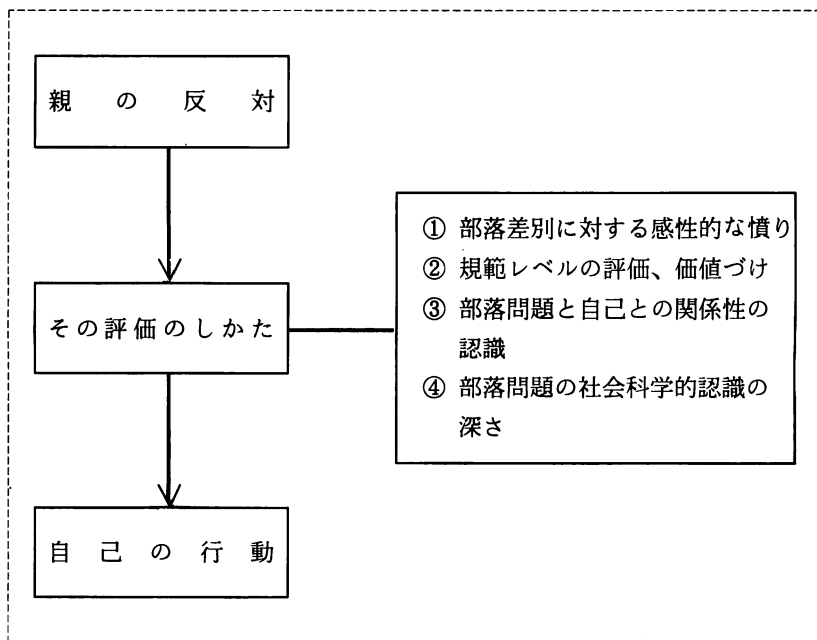 親の反対
その評価のしかた
① 部落差別に対する感性的な憤り
② 規範レベルの評価、価値づけ
③ 部落問題と自己との関係性の
認識
④ 部落問題の社会科学的認識の
深さ
自己の行動